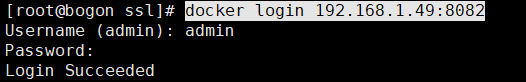 [root@bogon ssl]# docker login 192.168.1.49:8082
Username (admin): admin
Password:
Login Succeeded